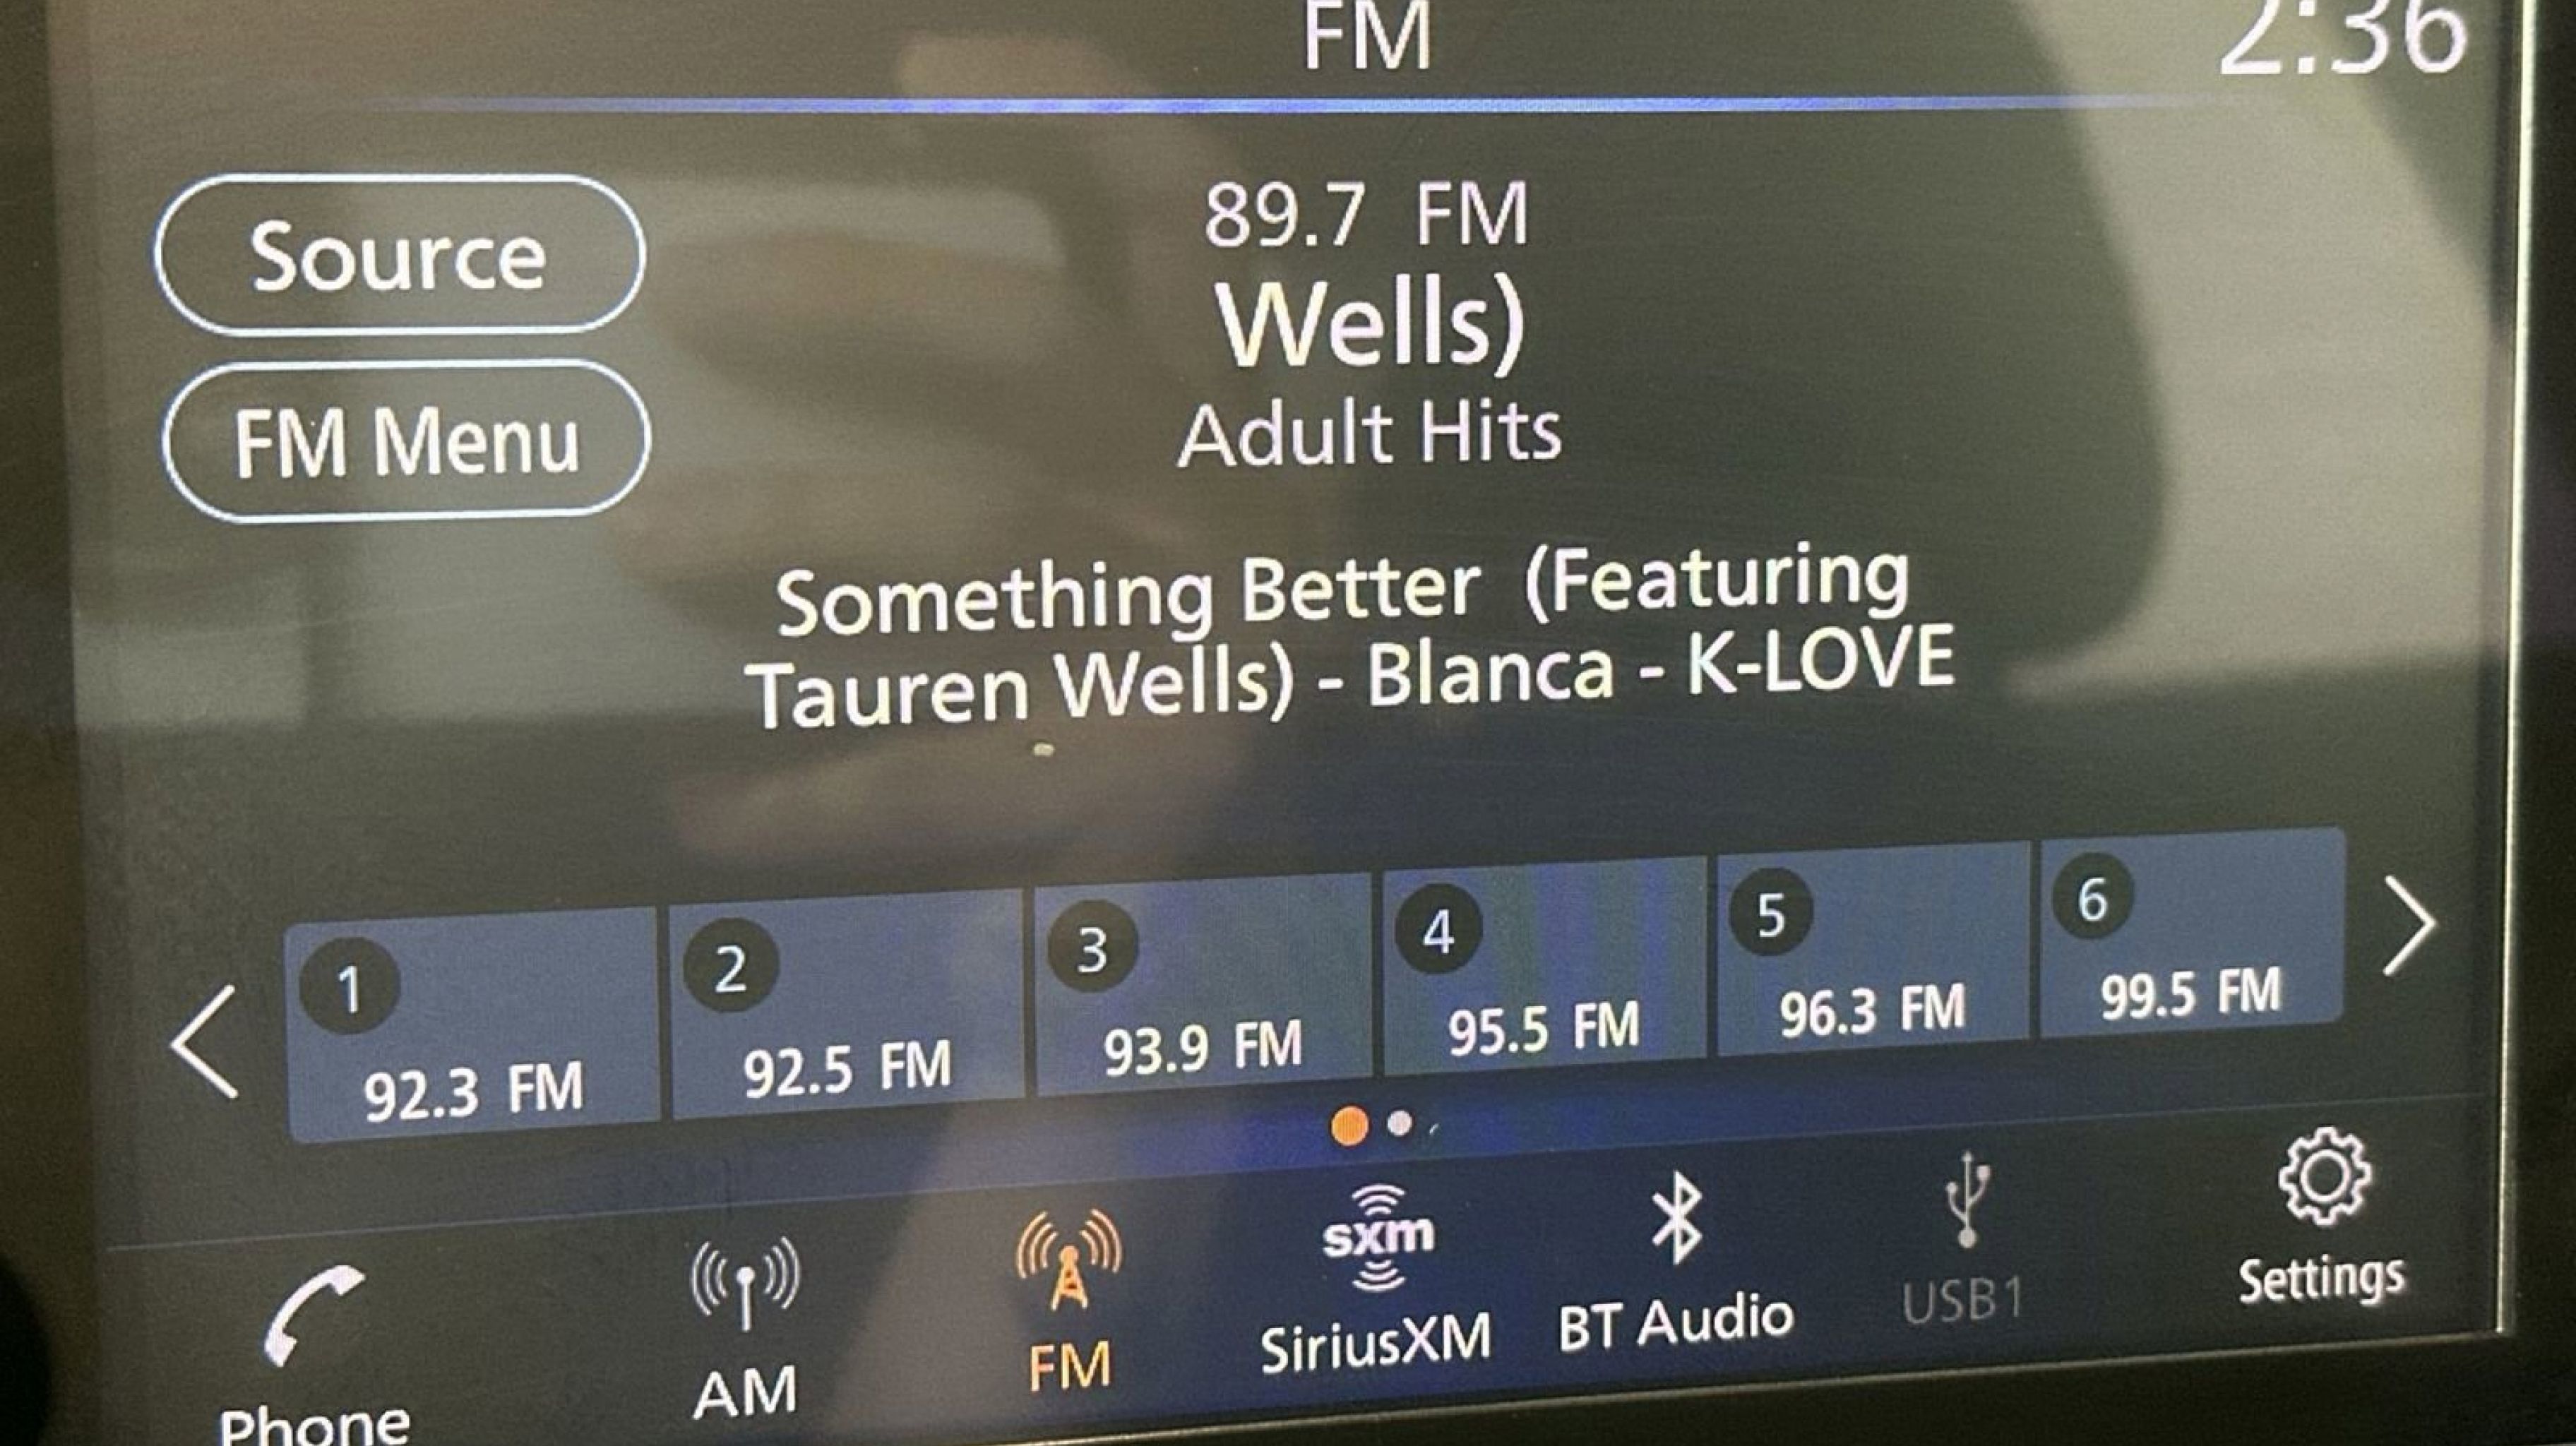 FM
2:36
Source
FM Menu
89.7 FM
Wells)
Adult Hits
Something Better (Featuring
Tauren Wells) - Blanca - K-LOVE
1
92.3 FM
2
92.5 FM
3
93.9 FM
4
95.5 FM
5
96.3 FM
6
99.5 FM
Phone
AM
FM
sxm
SiriusXM
BT Audio
USB1
Settings